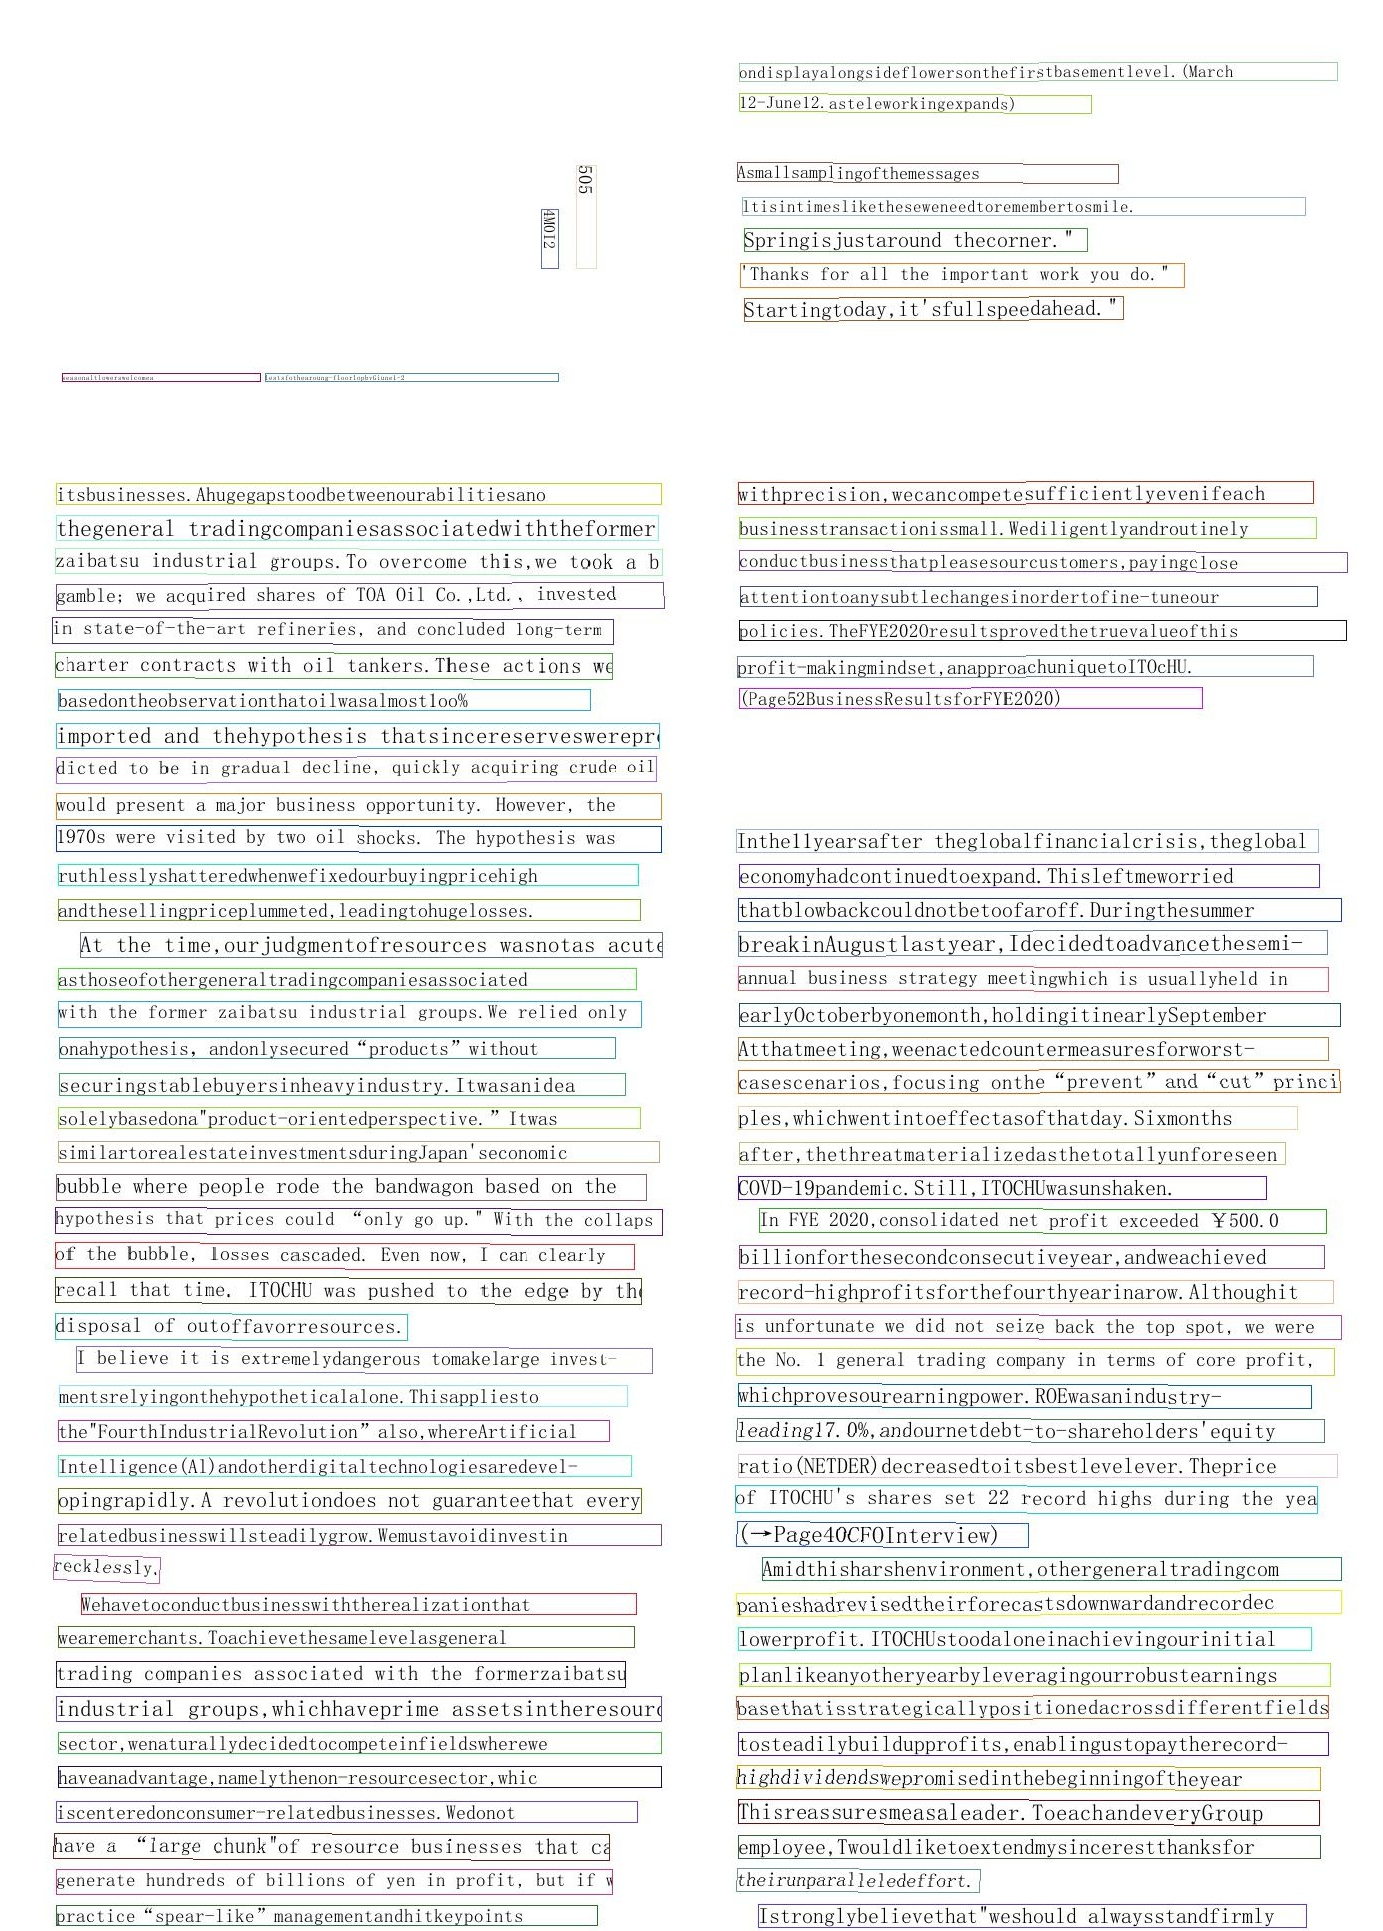 505
4MOI2
ondisplayalongsideflowersonthefirstbasementlevel.(March
12-June12.asteleworkingexpands)
Asmallsamplingofthemessages
ltisintimesliketheseweneedtoremembertosmile.
Springisjustaround thecorner."
'Thanks for all the important work you do."
Startingtoday,it'sfullspeedahead."
itsbusinesses.Ahugegapstoodbetweenourabilitiesano
thegeneral tradingcompaniesassociatedwiththeformer
zaibatsu industrial groups.To overcome this,we took a b
gamble; we acquired shares of TOA Oil Co.,Ltd., invested
in state-of-the-art refineries, and concluded long-term
charter contracts with oil tankers.These actions we
basedontheobservationthatoilwasalmost1oo%
imported and thehypothesis thatsincereserveswerepre
dicted to be in gradual decline, quickly acquiring crude oil
would present a major business opportunity. However, the
1970s were visited by two oil shocks. The hypothesis was
ruthlesslyshatteredwhenwefixedourbuyingpricehigh
andthesellingpriceplummeted,leadingtohugelosses.
At the time,ourjudgmentofresources wasnotas acute
asthoseofothergeneraltradingcompaniesassociated
with the former zaibatsu industrial groups.We relied only
onahypothesis, andonlysecured “products”without
securingstablebuyersinheavyindustry.Itwasanidea
solelybasedona"product-orientedperspective.”Itwas
similartorealestateinvestmentsduringJapan'seconomic
bubble where people rode the bandwagon based on the
hypothesis that prices could “only go up." With the collaps
of the bubble, losses cascaded. Even now, I can clearly
recall that time. ITOCHU was pushed to the edge by the
disposal of outoffavorresources.
I believe it is extremelydangerous tomakelarge invest-
mentsrelyingonthehypotheticalalone.Thisappliesto
the"FourthIndustrialRevolution”also,whereArtificial
Intelligence(Al)andotherdigitaltechnologiesaredevel-
opingrapidly.A revolutiondoes not guaranteethat every
relatedbusinesswillsteadilygrow.Wemustavoidinvestin
recklessly.
Wehavetoconductbusinesswiththerealizationthat
wearemerchants.Toachievethesamelevelasgeneral
trading companies associated with the formerzaibatsu
industrial groups,whichhaveprime assetsintheresourc
sector,wenaturallydecidedtocompeteinfieldswherewe
haveanadvantage,namelythenon-resourcesector,whic
iscenteredonconsumer-relatedbusinesses.Wedonot
have a “large chunk"of resource businesses that ca
generate hundreds of billions of yen in profit, but if w
practice “spear-like”managementandhitkeypoints
withprecision,wecancompetesufficientlyevenifeach
businesstransactionissmall.Wediligentlyandroutinely
conductbusinessthatpleasesourcustomers,payingclose
attentiontoanysubtlechangesinordertofine-tuneour
policies.TheFYE2020resultsprovedthetruevalueofthis
profit-makingmindset,anapproachuniquetoITOcHU.
(Page52BusinessResultsforFYE2020)
Inthe11yearsafter theglobalfinancialcrisis,theglobal
economyhadcontinuedtoexpand.Thisleftmeworried
thatblowbackcouldnotbetoofaroff.Duringthesummer
breakinAugustlastyear,Idecidedtoadvancethesemi-
annual business strategy meetingwhich is usuallyheld in
earlyOctoberbyonemonth,holdingitinearlySeptember
Atthatmeeting,weenactedcountermeasuresforworst-
casescenarios,focusing onthe “prevent” and “cut” princi
ples,whichwentintoeffectasofthatday.Sixmonths
after,thethreatmaterializedasthetotallyunforeseen
COVD-19pandemic.Still,ITOCHUwasunshaken.
In FYE 2020,consolidated net profit exceeded ￥500.0
billionforthesecondconsecutiveyear,andweachieved
record-highprofitsforthefourthyearinarow.Althoughit
is unfortunate we did not seize back the top spot, we were
the No. 1 general trading company in terms of core profit,
whichprovesourearningpower.ROEwasanindustry-
leading17.0%,andournetdebt-to-shareholders'equity
ratio(NETDER)decreasedtoitsbestlevelever.Theprice
of ITOCHU's shares set 22 record highs during the yea
(→Page40CFOInterview)
Amidthisharshenvironment,othergeneraltradingcom
panieshadrevisedtheirforecastsdownwardandrecordec
lowerprofit.ITOCHUstoodaloneinachievingourinitial
planlikeanyotheryearbyleveragingourrobustearnings
basethatisstrategicallypositionedacrossdifferentfields
tosteadilybuildupprofits,enablingustopaytherecord-
highdividendswepromisedinthebeginningoftheyear
Thisreassuresmeasaleader.ToeachandeveryGroup
employee,Twouldliketoextendmysincerestthanksfor
theirunparalleledeffort.
Istronglybelievethat"weshould alwaysstandfirmly